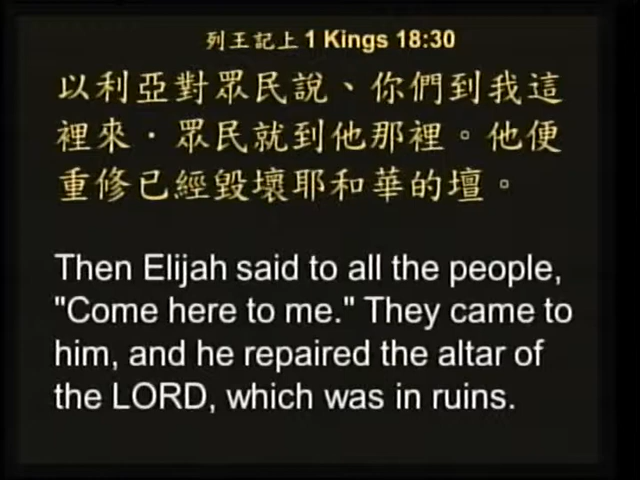 列王記上 1 Kings 18:30
以利亞對眾民說、你們到我這
裡來．眾民就到他那裡。他便
重修已經毀壞耶和華的壇。
Then Elijah said to all the people,
"Come here to me." They came to
him, and he repaired the altar of
the LORD, which was in ruins.